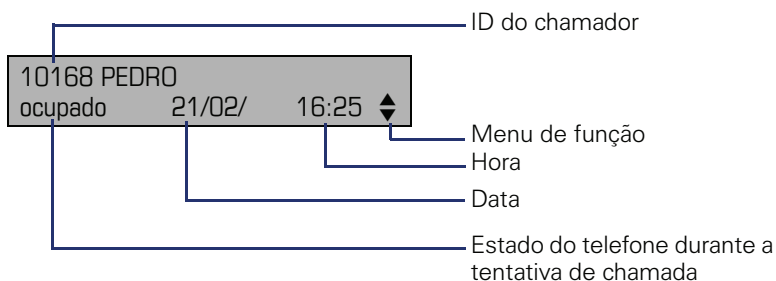 ID do chamador
10168 PEDRO
ocupado 21/02/ 16:25
Menu de função
Hora
Data
Estado do telefone durante a
tentativa de chamada